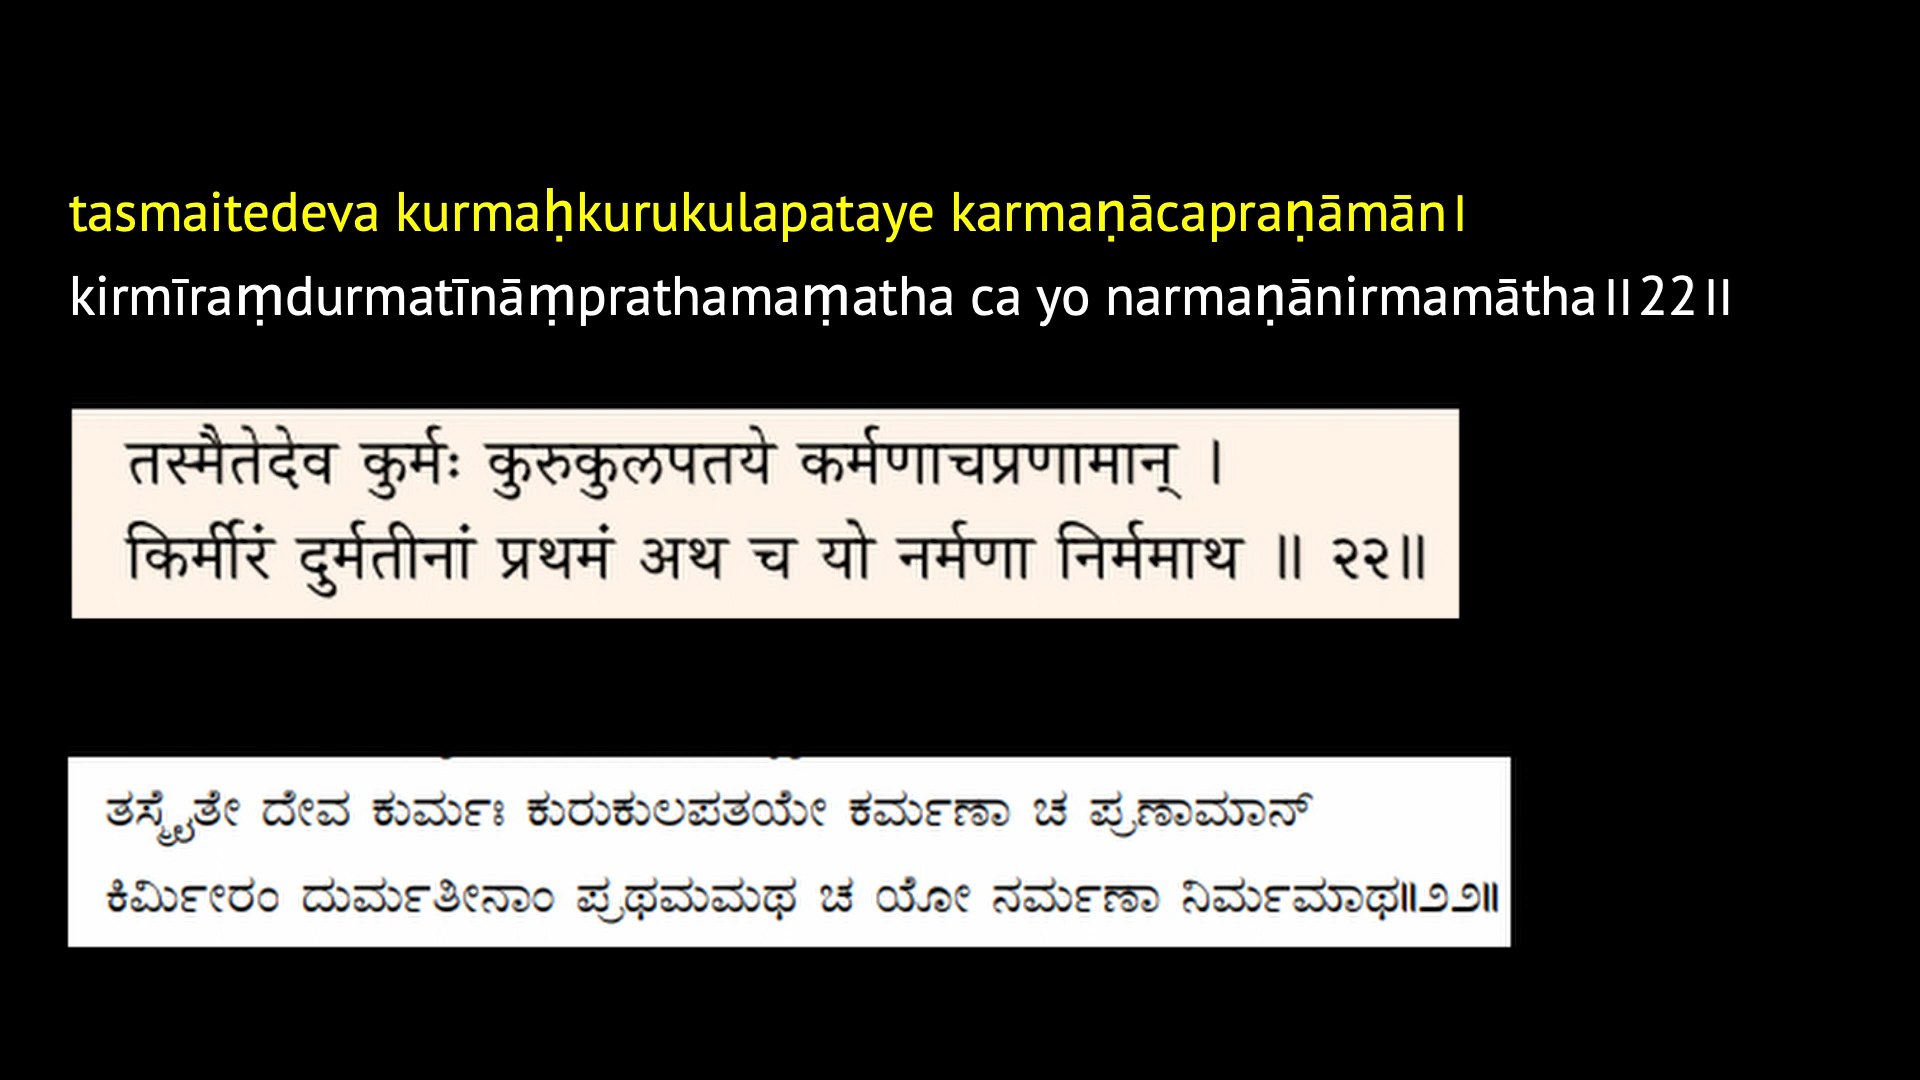 tasmaitedeva kurmaḥkurukulapataye karmaṇācapraṇāmān।
kirmīraṃdurmatīnāṃprathamaṃatha ca yo narmaṇānirmamātha॥22॥
तस्मैतेदेव कुर्मः कुरुकुलपतये कर्मणाचप्रणामान् ।
किर्मीरं दुर्मतीनां प्रथमं अथ च यो नर्मणा निर्ममाथ ॥ २२॥
ತಸ್ಮೈತೇ ದೇವ ಕುರ್ಮಃ ಕುರುಕುಲಪತಯೇ ಕರ್ಮಣಾ ಚ ಪ್ರಣಾಮಾನ್
ಕಿರ್ಮೀರಂ ದುರ್ಮತೀನಾಂ ಪ್ರಥಮಮಥ ಚ ಯೋ ನರ್ಮಣಾ ನಿರ್ಮಮಾಥ॥೨೨॥